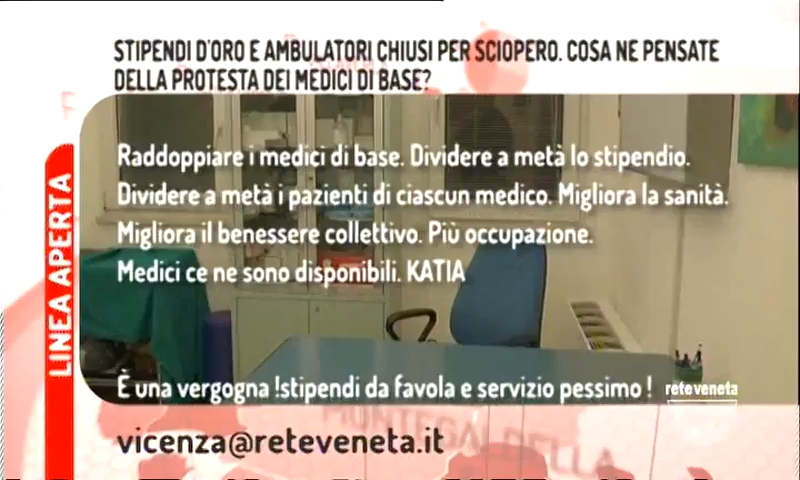 STIPENDI D'ORO E AMBULATORI CHIUSI PER SCIOPERO. COSA NE PENSATE
DELLA PROTESTA DEI MEDICI DI BASE?
LINEA APERTA
Raddoppiare i medici di base. Dividere a metà lo stipendio.
Dividere a metà i pazienti di ciascun medico. Migliora la sanità.
Migliora il benessere collettivo. Più occupazione.
Medici ce ne sono disponibili. KATIA
È una vergogna !stipendi da favola e servizio pessimo !
reteveneta
MONTEGALDELLA
vicenza@reteveneta.it